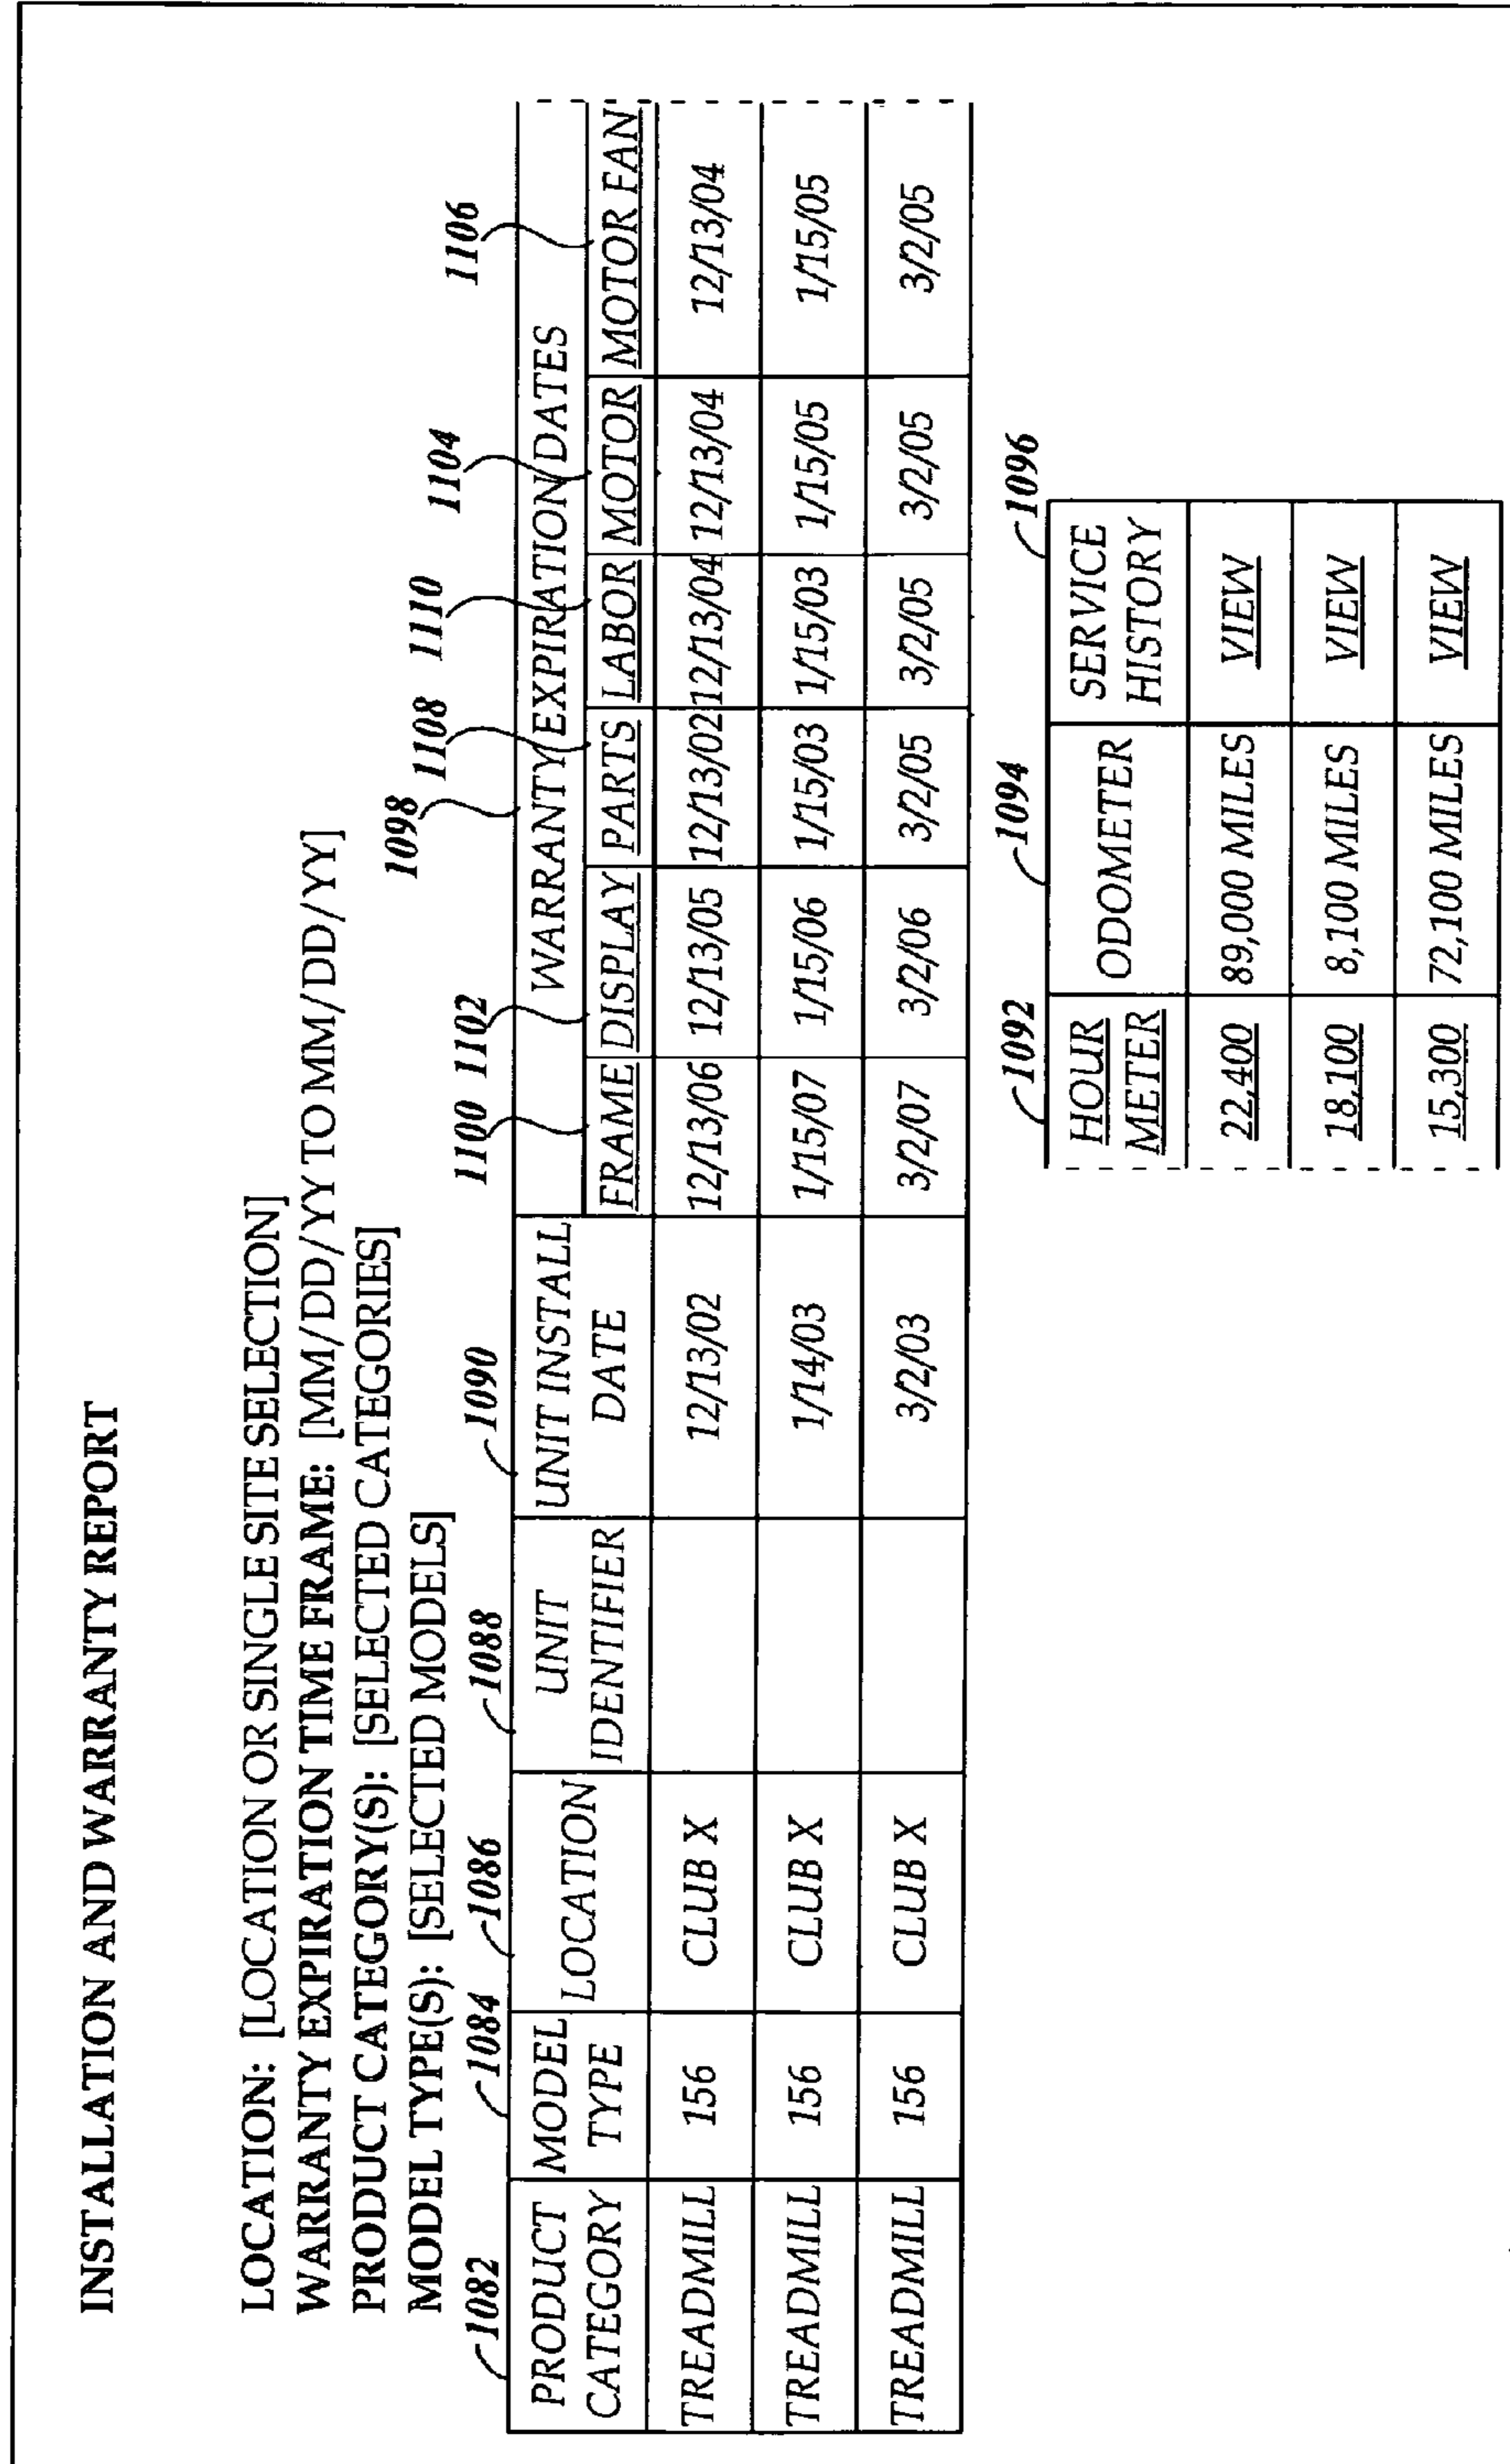 INSTALLATION AND WARRANTY REPORT
LOCATION: [LOCATION OR SINGLE SITE SELECTION]
WARRANTY EXPIRATION TIME FRAME: [MM/DD/YY TO MM/DD/YY]
PRODUCT CATEGORY(S): [SELECTED CATEGORIES]
MODEL TYPE(S): [SELECTED MODELS]
1082 1084 1086 1088 1090 1100 1102 1098 1108 1110 1104 1106
WARRANTY EXPIRATION DATES
PRODUCT CATEGORY MODEL TYPE LOCATION UNIT IDENTIFIER UNIT INSTALL DATE FRAME DISPLAY PARTS LABOR MOTOR MOTOR FAN
TREADMILL 156 CLUB X 12/13/02 12/13/06 12/13/05 12/13/02 12/13/04 12/13/04 12/13/04
TREADMILL 156 CLUB X 1/14/03 1/15/07 1/15/06 1/15/03 1/15/03 1/15/05 1/15/05
TREADMILL 156 CLUB X 3/2/03 3/2/07 3/2/06 3/2/05 3/2/05 3/2/05 3/2/05
1092 1094 1096
HOUR METER ODOMETER SERVICE HISTORY
22,400 89,000 MILES VIEW
18,100 8,100 MILES VIEW
15,300 72,100 MILES VIEW